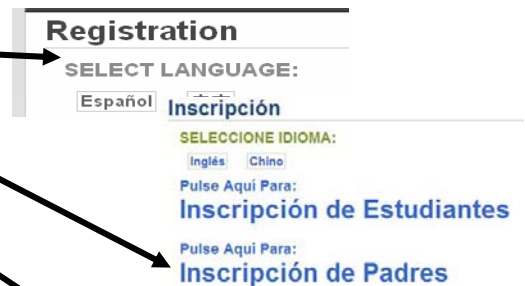 Registration
SELECT LANGUAGE:
Español
Inscripción
SELECCIONE IDIOMA:
Inglés Chino
Pulse Aquí Para:
Inscripción de Estudiantes
Pulse Aquí Para:
Inscripción de Padres